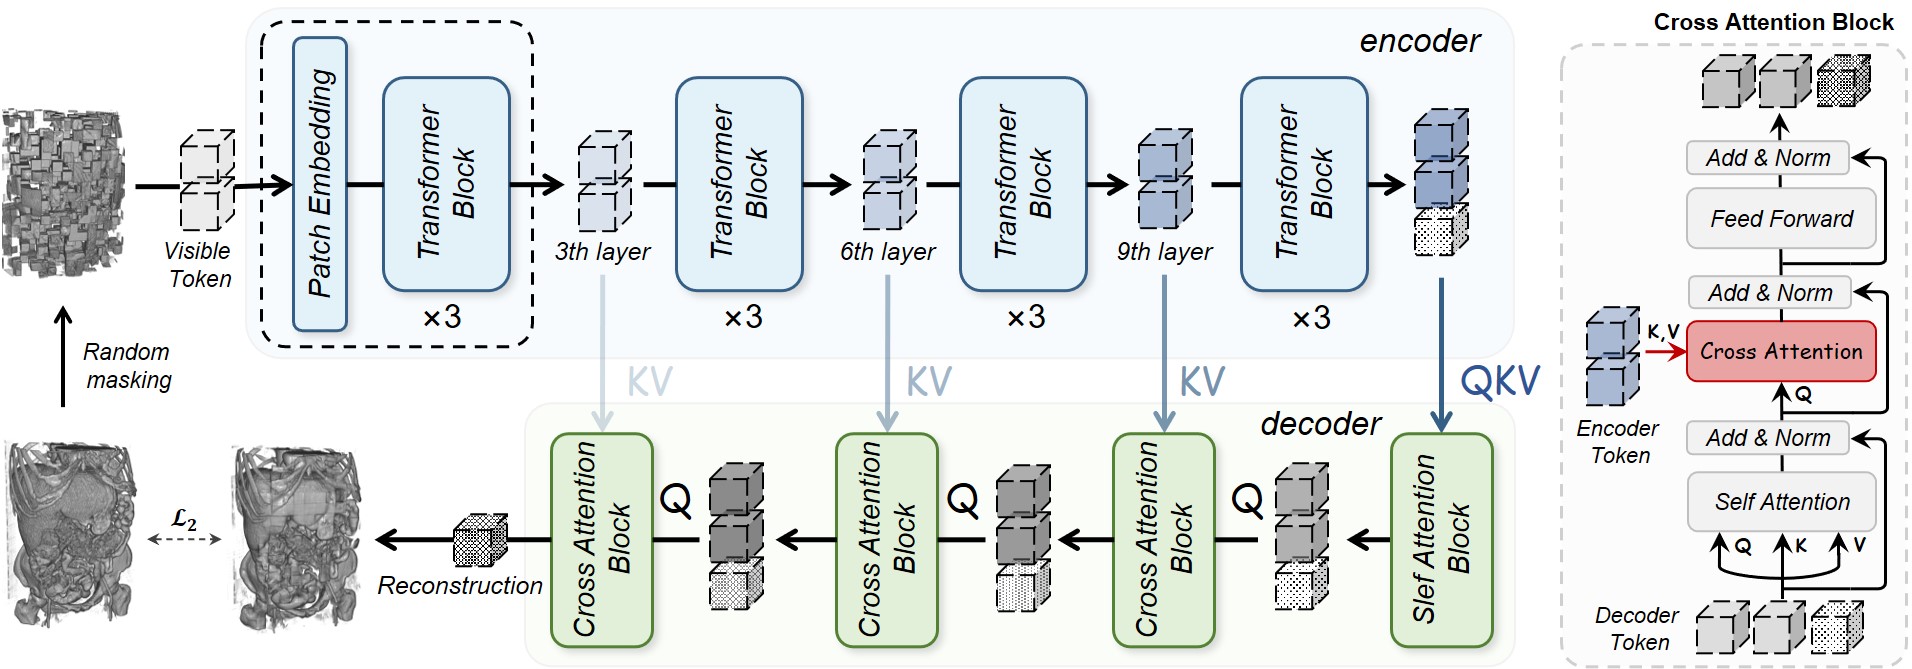 encoder
Visible
Token
Patch Embedding
Transformer
Block
×3
3th layer
Transformer
Block
×3
6th layer
Transformer
Block
×3
9th layer
Transformer
Block
×3
Random
masking
KV
KV
KV
QKV
decoder
Cross Attention
Block
Q
Cross Attention
Block
Q
Cross Attention
Block
Q
Slef Attention
Block
Reconstruction
ℒ₂
Cross Attention Block
Add & Norm
Feed Forward
Add & Norm
K,V
Cross Attention
Q
Encoder
Token
Add & Norm
Self Attention
Q
K
V
Decoder
Token